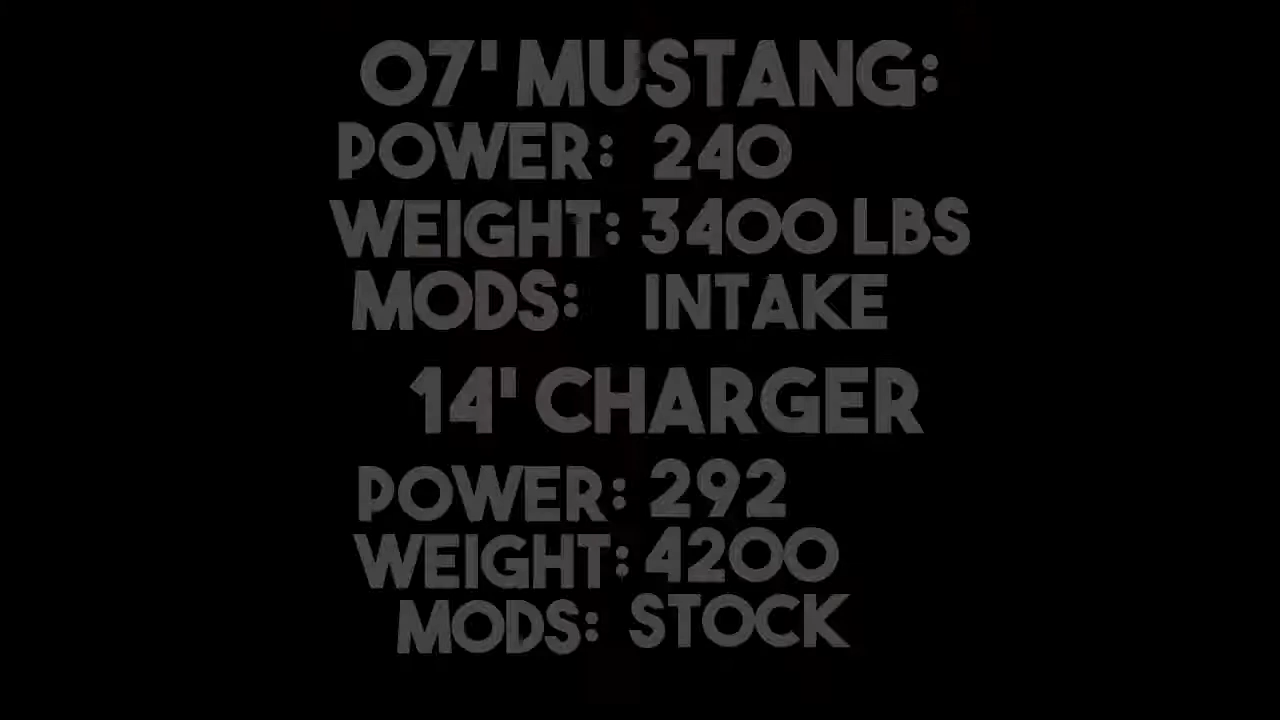 07' MUSTANG:
POWER: 240
WEIGHT: 3400 LBS
MODS: INTAKE
14' CHARGER
POWER: 292
WEIGHT: 4200
MODS: STOCK